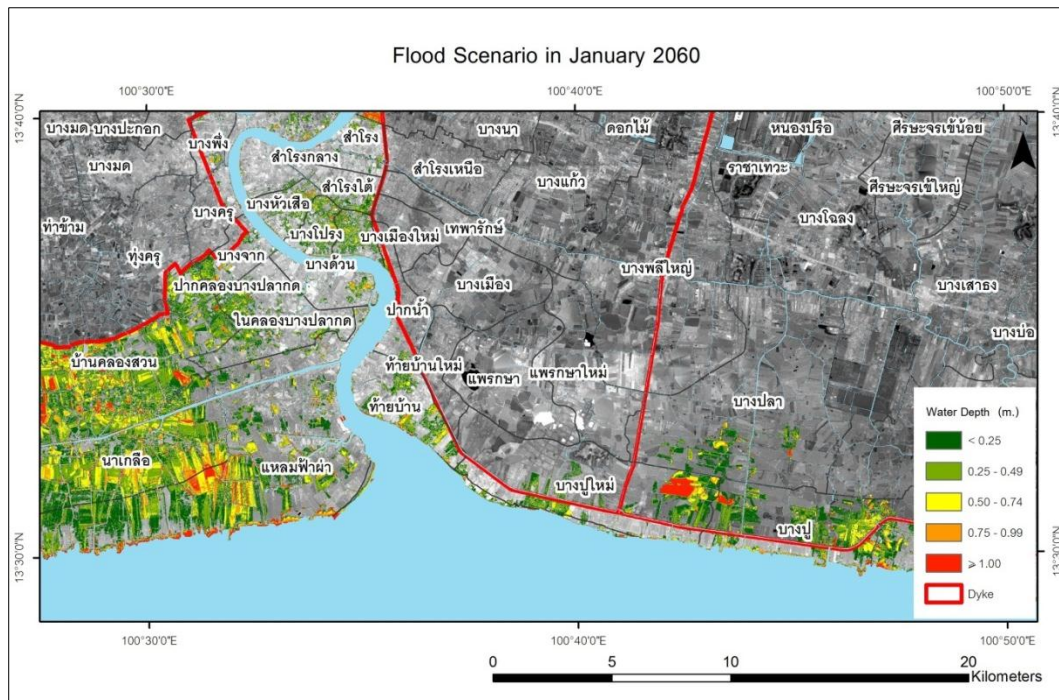 Flood Scenario in January 2060
100°30'0"E 100°40'0"E 100°50'0"E
13°40'0"N 13°40'0"N
N
บางมด บางปะกอก
บางพึ่ง
สำโรง
บางนา
ดอกไม้
หนองปรือ
ศีรษะจรเข้น้อย
บางมด
สำโรงกลาง
สำโรงเหนือ
ราชาเทวะ
สำโรงใต้
บางแก้ว
ศีรษะจรเข้ใหญ่
ท่าข้าม
บางครุ
บางหัวเสือ
บางโฉลง
บางโปรง
บางเมืองใหม่
เทพารักษ์
ทุ่งครุ
บางจาก
บางด้วน
บางพลีใหญ่
ปากคลองบางปลากด
บางเมือง
บางเสาธง
ปากน้ำ
ในคลองบางปลากด
บางบ่อ
บ้านคลองสวน
ท้ายบ้านใหม่
แพรกษา
แพรกษาใหม่
ท้ายบ้าน
บางปลา
นาเกลือ
แหลมฟ้าผ่า
บางปูใหม่
บางปู
Water Depth (m.)
< 0.25
0.25 - 0.49
0.50 - 0.74
0.75 - 0.99
⩾ 1.00
Dyke
13°30'0"N 13°30'0"N
100°30'0"E 100°40'0"E 100°50'0"E
0 5 10 20
Kilometers